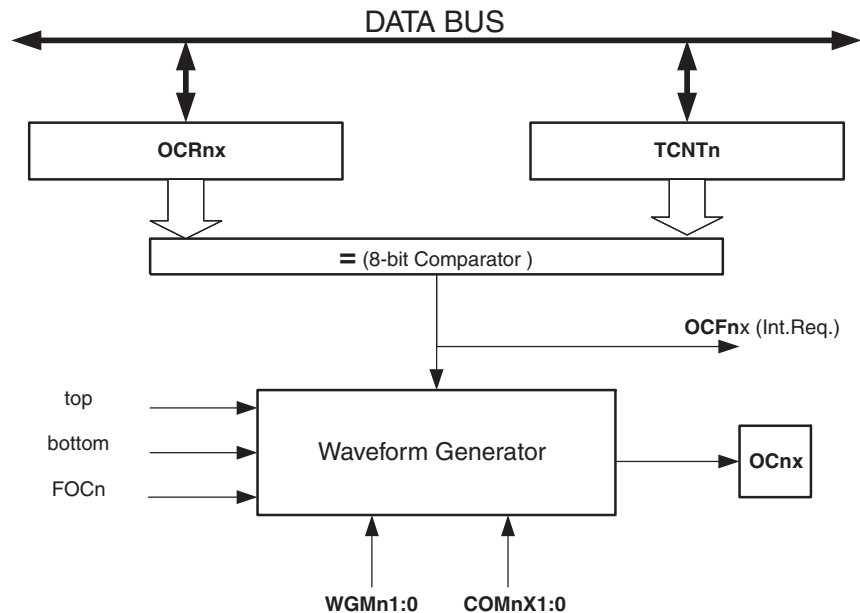 DATA BUS
OCRnx
TCNTn
= (8-bit Comparator )
OCFnx (Int.Req.)
top
bottom
FOCn
Waveform Generator
OCnx
WGMn1:0
COMnX1:0